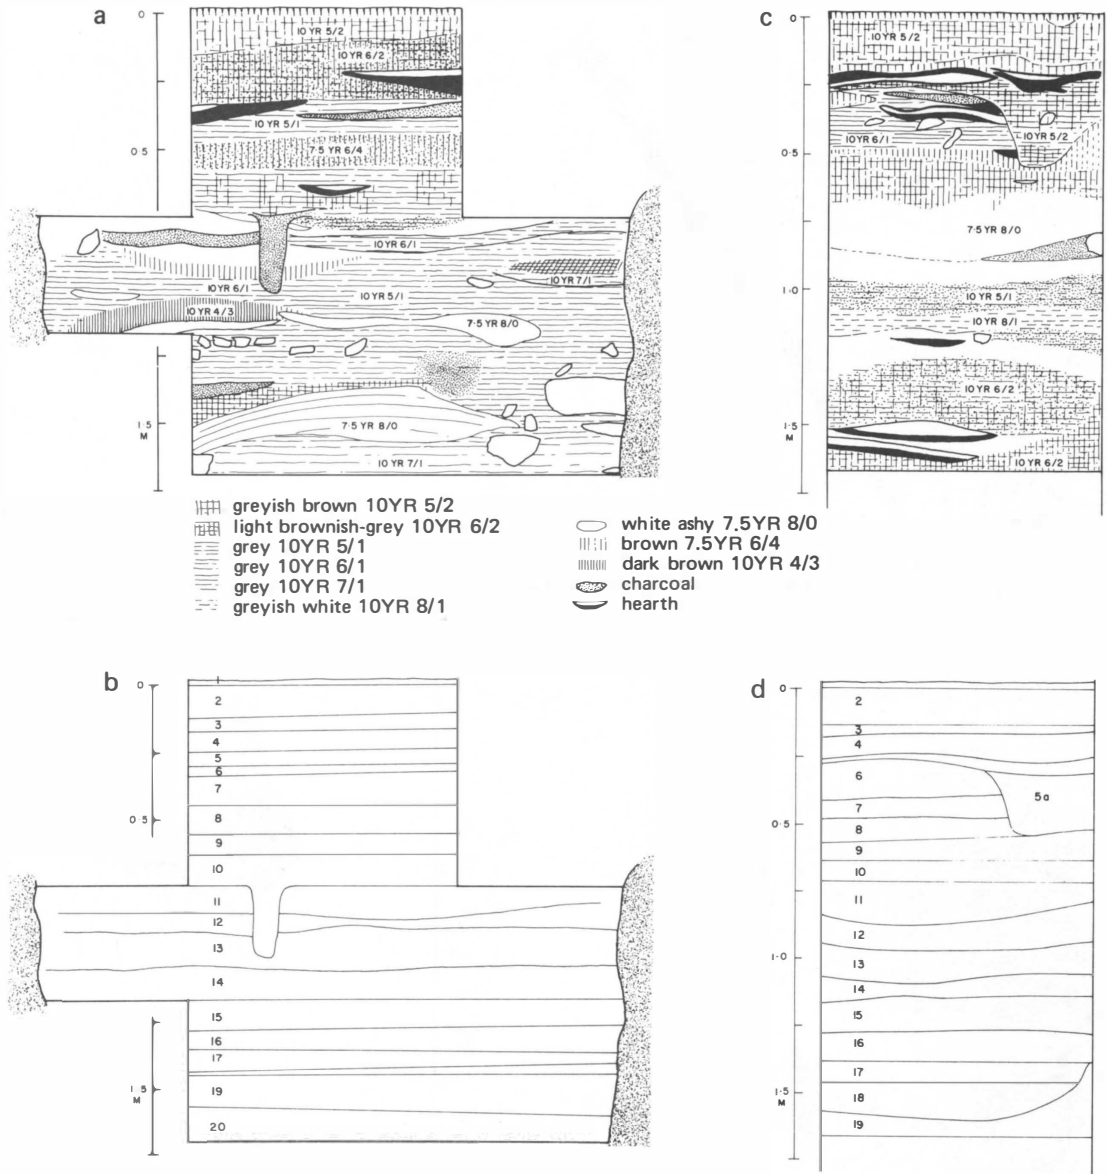 a
0
0·5
1·5
M
10 YR 5/2
10 YR 6/2
10 YR 5/1
7·5 YR 6/4
10 YR 6/1
10 YR 7/1
10 YR 6/1
10 YR 5/1
10 YR 4/3
7·5 YR 8/0
7·5 YR 8/0
10 YR 7/1
c
0
0·5
1·0
1·5
M
10 YR 5/2
10 YR 6/1
10 YR 5/2
7·5 YR 8/0
10 YR 5/1
10 YR 8/1
10 YR 6/2
10 YR 6/2
greyish brown 10YR 5/2
light brownish-grey 10YR 6/2
grey 10YR 5/1
grey 10YR 6/1
grey 10YR 7/1
greyish white 10YR 8/1
white ashy 7.5YR 8/0
brown 7.5YR 6/4
dark brown 10YR 4/3
charcoal
hearth
b
0
0·5
1·5
M
1
2
3
4
5
6
7
8
9
10
11
12
13
14
15
16
17
19
20
d
0
0·5
1·0
1·5
M
2
3
4
6
5a
7
8
9
10
11
12
13
14
15
16
17
18
19